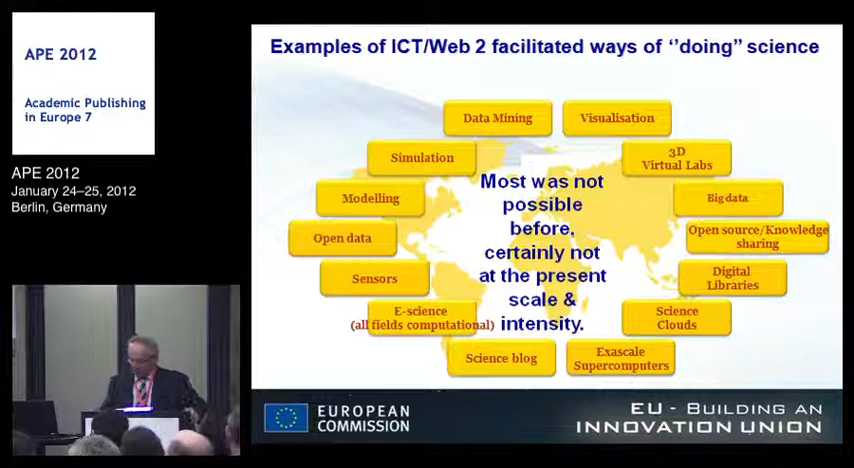 APE 2012
Academic Publishing
in Europe 7
APE 2012
January 24–25, 2012
Berlin, Germany
Examples of ICT/Web 2 facilitated ways of ‘’doing” science
Data Mining
Visualisation
Simulation
3D
Virtual Labs
Modelling
Big data
Open data
Open source/Knowledge
sharing
Sensors
Digital
Libraries
E-science
(all fields computational)
Science
Clouds
Science blog
Exascale
Supercomputers
Most was not
possible
before,
certainly not
at the present
scale &
intensity.
EUROPEAN
COMMISSION
EU - BUILDING AN
INNOVATION UNION